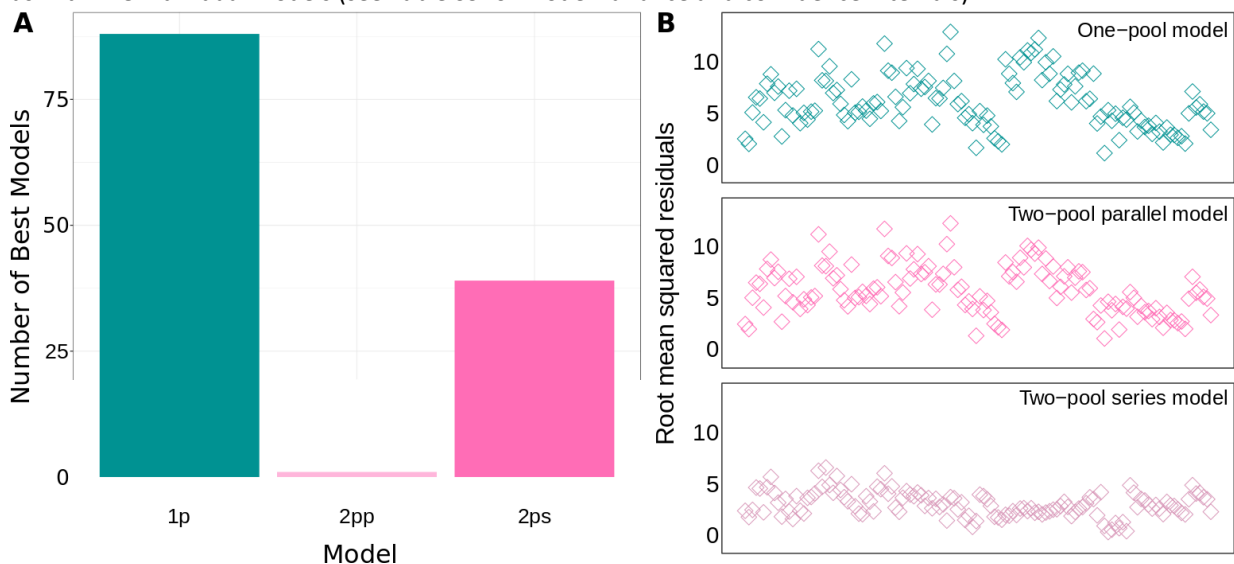 A
Number of Best Models
75
50
25
0
1p
2pp
2ps
Model
B
Root mean squared residuals
One−pool model
10
5
0
Two−pool parallel model
10
5
0
Two−pool series model
10
5
0